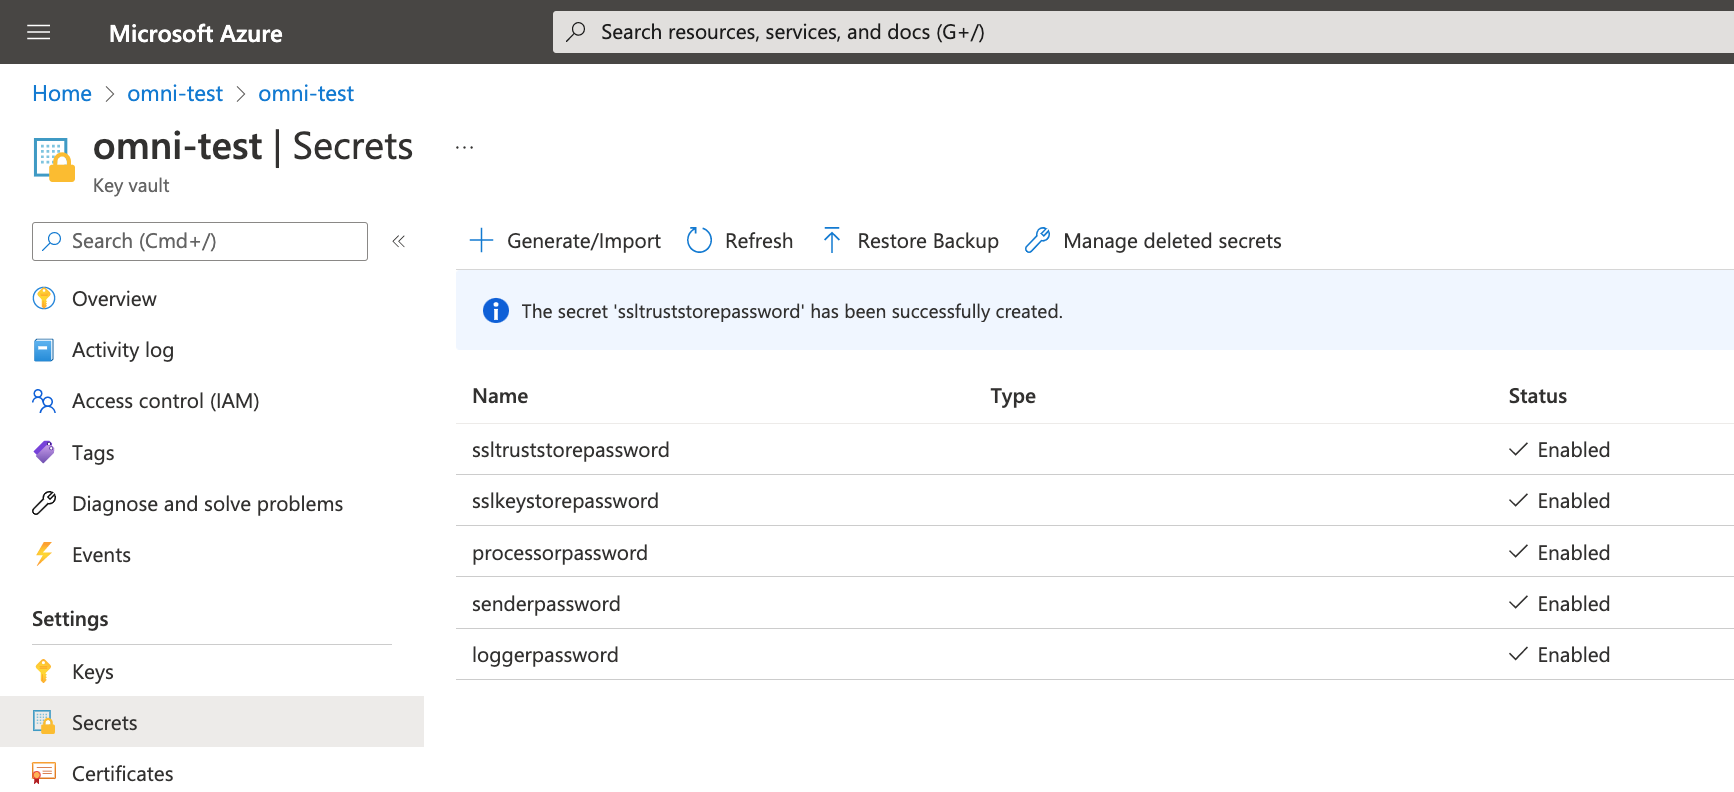 Microsoft Azure
Search resources, services, and docs (G+/)
Home > omni-test > omni-test
omni-test | Secrets ...
Key vault
Search (Cmd+/) «
Overview
Activity log
Access control (IAM)
Tags
Diagnose and solve problems
Events
Settings
Keys
Secrets
Certificates
Generate/Import Refresh Restore Backup Manage deleted secrets
The secret 'ssltruststorepassword' has been successfully created.
Name Type Status
ssltruststorepassword Enabled
sslkeystorepassword Enabled
processorpassword Enabled
senderpassword Enabled
loggerpassword Enabled